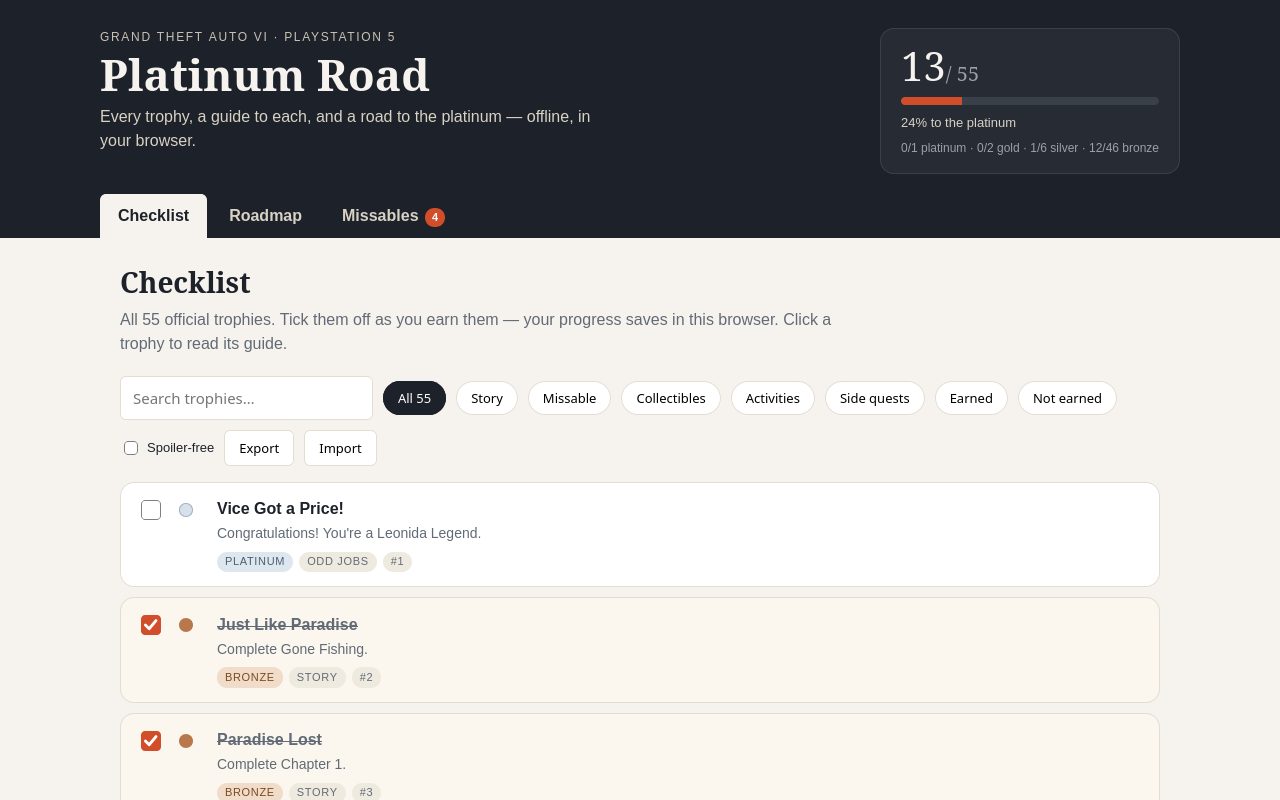 GRAND THEFT AUTO VI · PLAYSTATION 5
Platinum Road
Every trophy, a guide to each, and a road to the platinum — offline, in
your browser.
13/ 55
24% to the platinum
0/1 platinum · 0/2 gold · 1/6 silver · 12/46 bronze
Checklist
Roadmap
Missables 4
Checklist
All 55 official trophies. Tick them off as you earn them — your progress saves in this browser. Click a
trophy to read its guide.
Search trophies...
All 55
Story
Missable
Collectibles
Activities
Side quests
Earned
Not earned
Spoiler-free
Export
Import
Vice Got a Price!
Congratulations! You're a Leonida Legend.
PLATINUM
ODD JOBS
#1
Just Like Paradise
Complete Gone Fishing.
BRONZE
STORY
#2
Paradise Lost
Complete Chapter 1.
BRONZE
STORY
#3